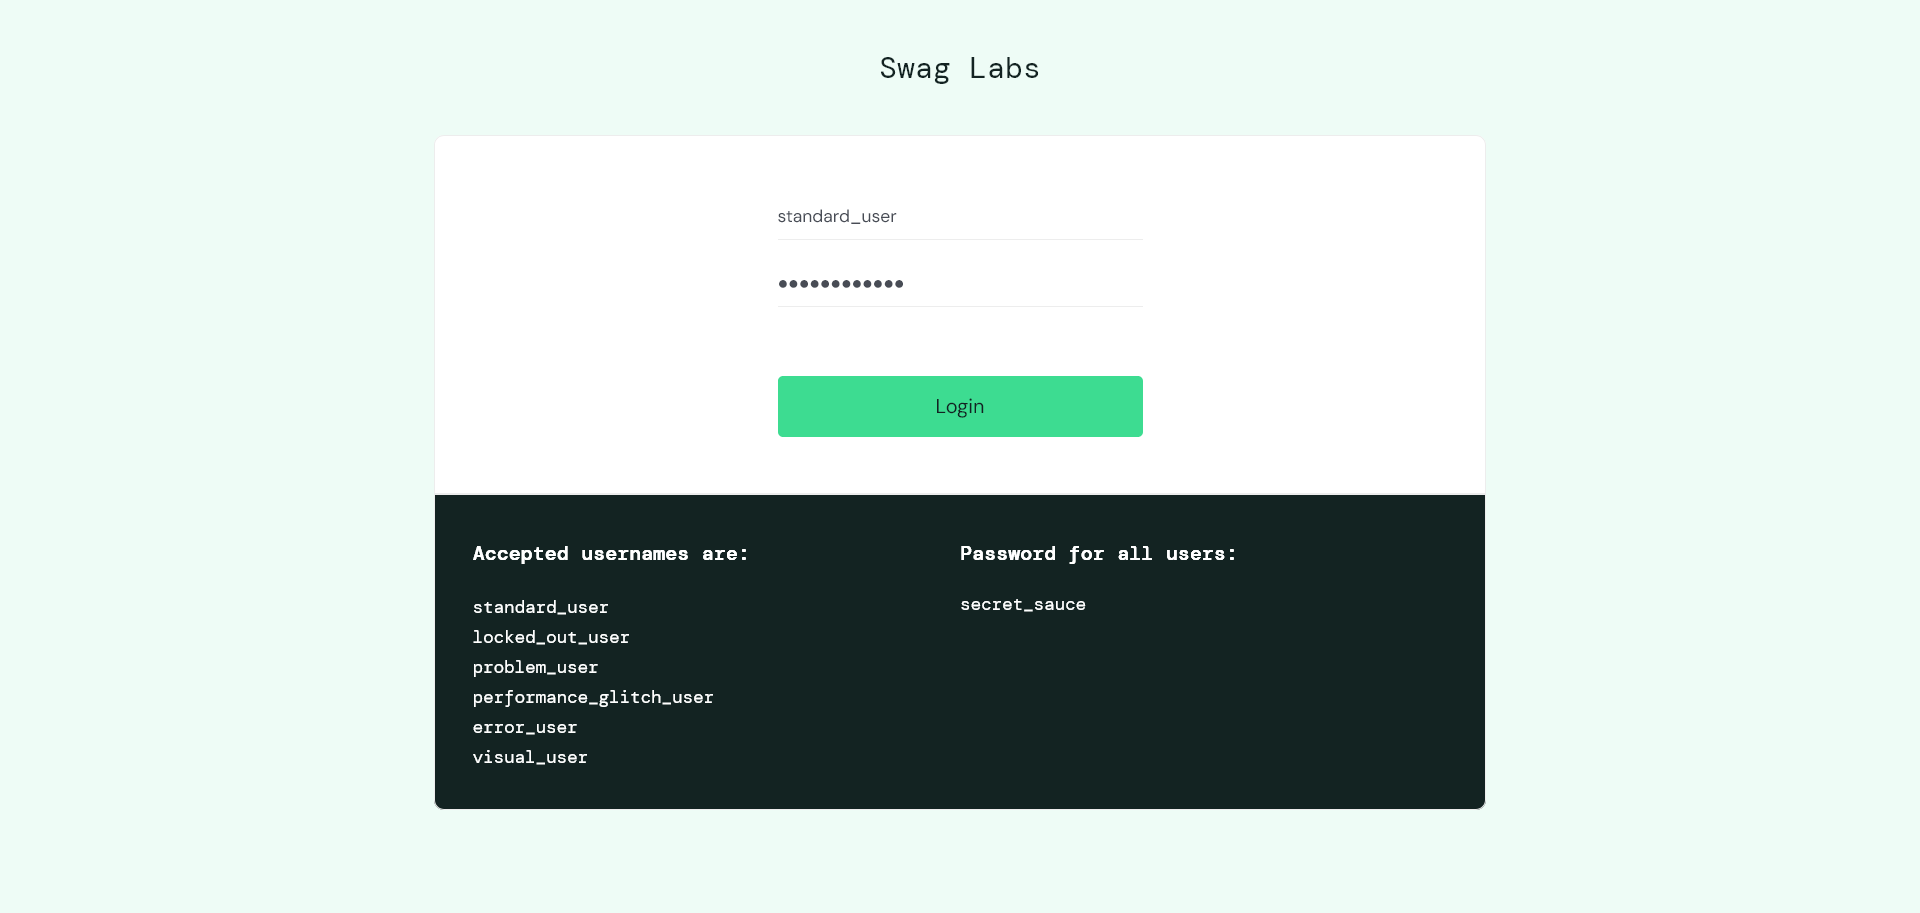 Swag Labs
standard_user
••••••••••••
Login
Accepted usernames are:
standard_user
locked_out_user
problem_user
performance_glitch_user
error_user
visual_user
Password for all users:
secret_sauce